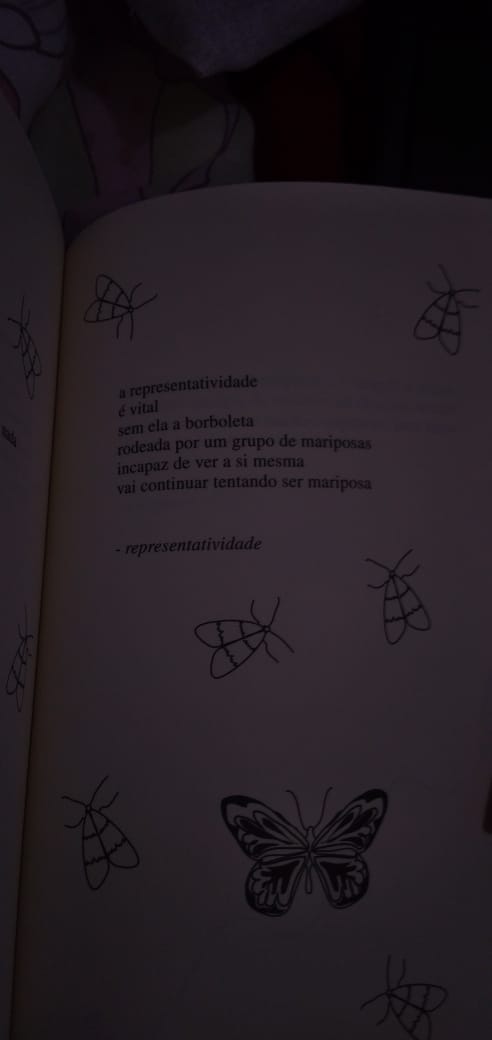 a representatividade
é vital
sem ela a borboleta
rodeada por um grupo de mariposas
incapaz de ver a si mesma
vai continuar tentando ser mariposa
- representatividade